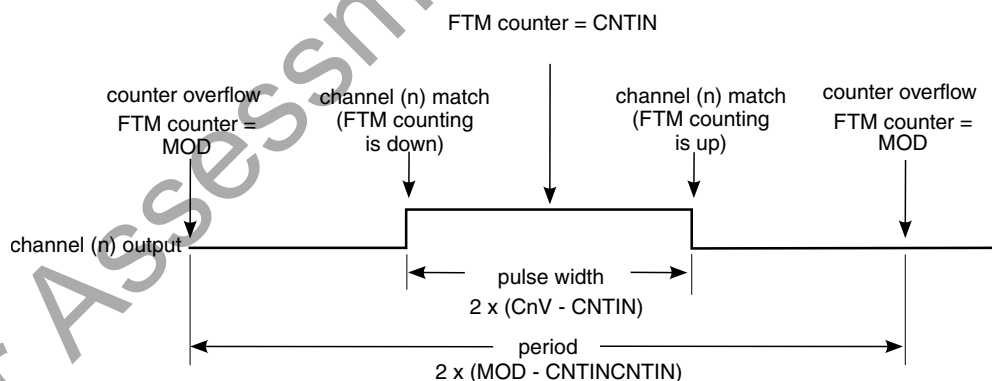 FTM counter = CNTIN
counter overflow
FTM counter =
MOD
channel (n) match
(FTM counting
is down)
channel (n) match
(FTM counting
is up)
counter overflow
FTM counter =
MOD
channel (n) output
pulse width
2 x (CnV - CNTIN)
period
2 x (MOD - CNTINCNTIN)